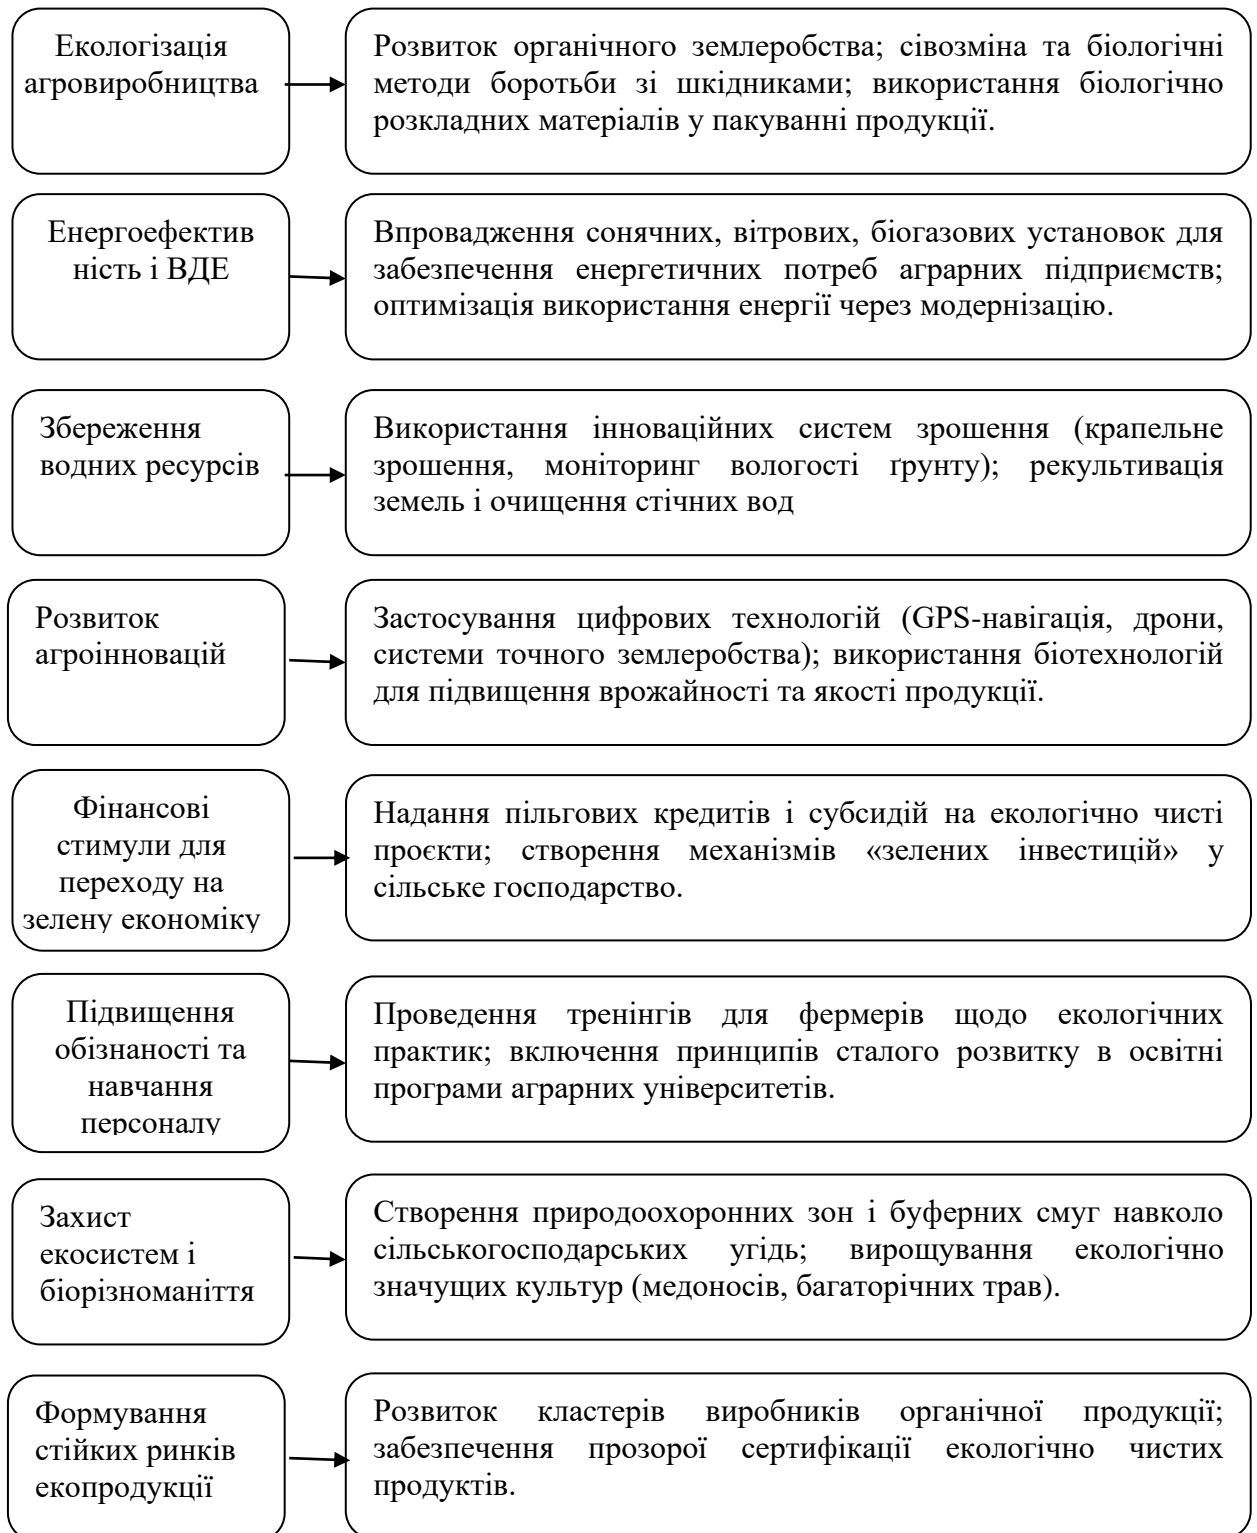 Екологізація
агровиробництва
Розвиток органічного землеробства; сівозміна та біологічні
методи боротьби зі шкідниками; використання біологічно
розкладних матеріалів у пакуванні продукції.
Енергоефектив
ність і ВДЕ
Впровадження сонячних, вітрових, біогазових установок для
забезпечення енергетичних потреб аграрних підприємств;
оптимізація використання енергії через модернізацію.
Збереження
водних ресурсів
Використання інноваційних систем зрошення (крапельне
зрошення, моніторинг вологості ґрунту); рекультивація
земель і очищення стічних вод
Розвиток
агроінновацій
Застосування цифрових технологій (GPS-навігація, дрони,
системи точного землеробства); використання біотехнологій
для підвищення врожайності та якості продукції.
Фінансові
стимули для
переходу на
зелену економіку
Надання пільгових кредитів і субсидій на екологічно чисті
проєкти; створення механізмів «зелених інвестицій» у
сільське господарство.
Підвищення
обізнаності та
навчання
персоналу
Проведення тренінгів для фермерів щодо екологічних
практик; включення принципів сталого розвитку в освітні
програми аграрних університетів.
Захист
екосистем і
біорізноманіття
Створення природоохоронних зон і буферних смуг навколо
сільськогосподарських угідь; вирощування екологічно
значущих культур (медоносів, багаторічних трав).
Формування
стійких ринків
екопродукції
Розвиток кластерів виробників органічної продукції;
забезпечення прозорої сертифікації екологічно чистих
продуктів.